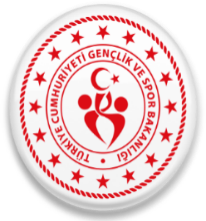 TÜRKİYE CUMHURİYETİ GENÇLİK VE SPOR BAKANLIĞI